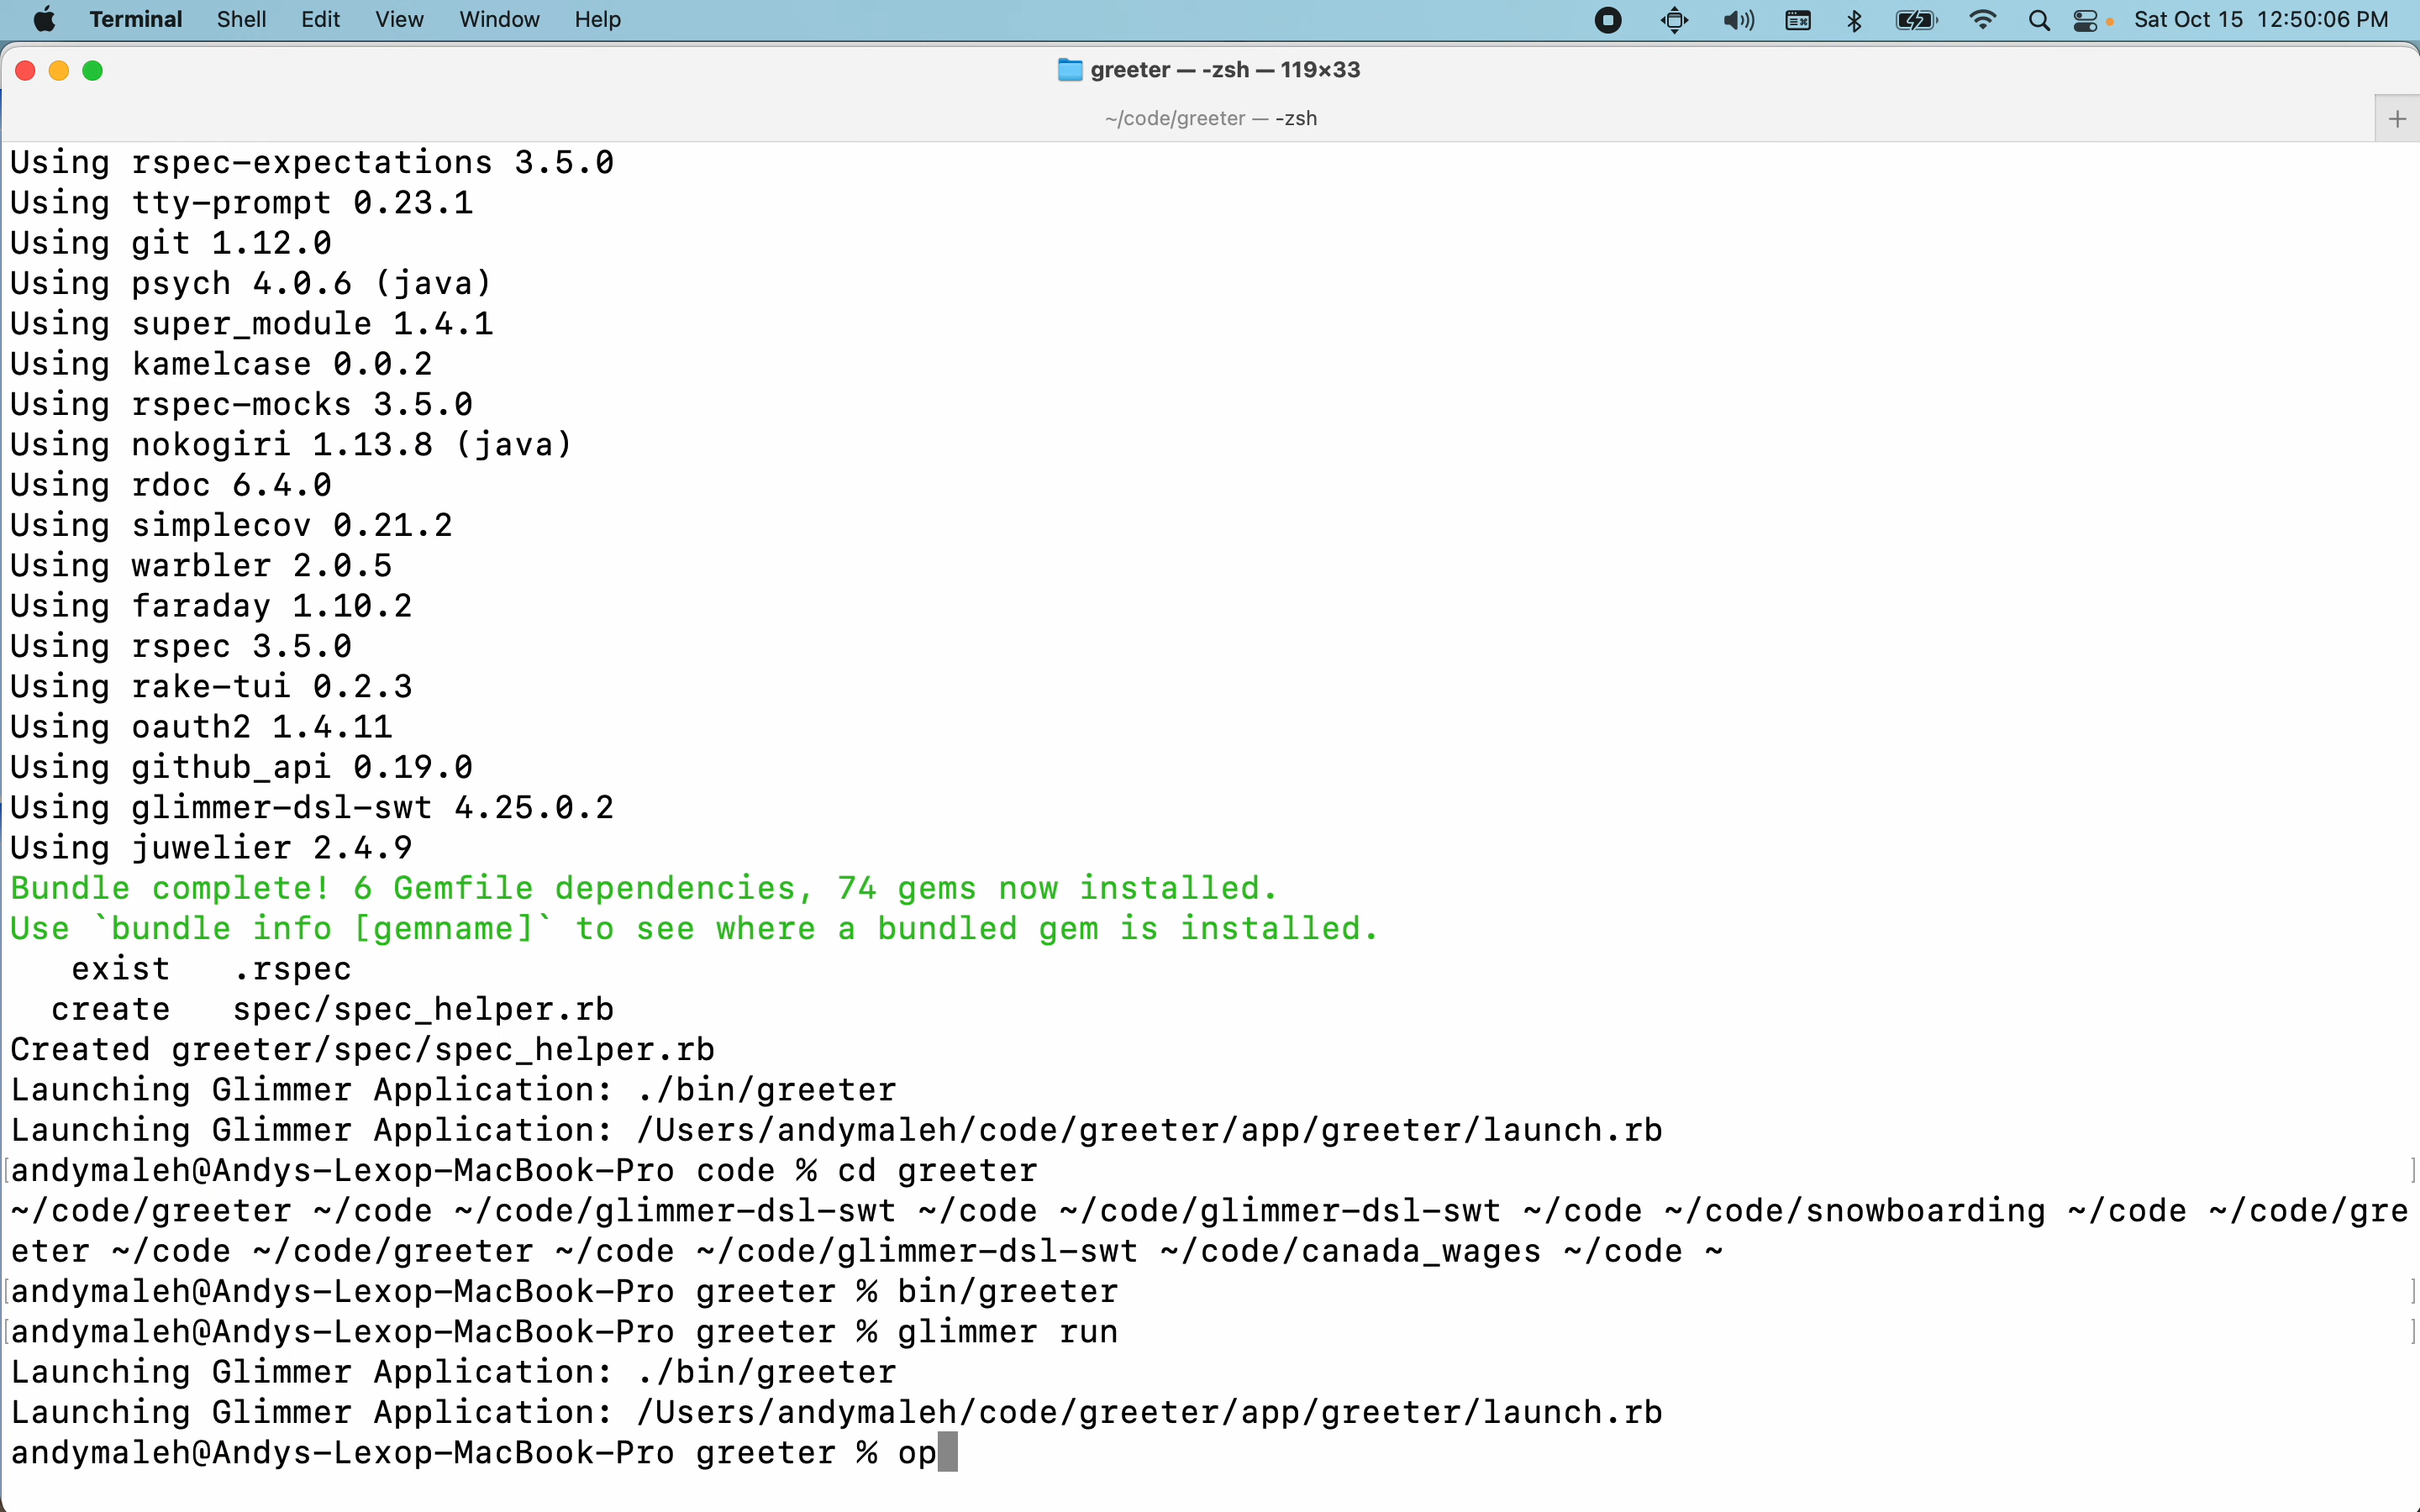 Terminal Shell Edit View Window Help Sat Oct 15 12:50:06 PM
greeter — -zsh — 119×33
~/code/greeter — -zsh
Using rspec-expectations 3.5.0
Using tty-prompt 0.23.1
Using git 1.12.0
Using psych 4.0.6 (java)
Using super_module 1.4.1
Using kamelcase 0.0.2
Using rspec-mocks 3.5.0
Using nokogiri 1.13.8 (java)
Using rdoc 6.4.0
Using simplecov 0.21.2
Using warbler 2.0.5
Using faraday 1.10.2
Using rspec 3.5.0
Using rake-tui 0.2.3
Using oauth2 1.4.11
Using github_api 0.19.0
Using glimmer-dsl-swt 4.25.0.2
Using juwelier 2.4.9
Bundle complete! 6 Gemfile dependencies, 74 gems now installed.
Use `bundle info [gemname]` to see where a bundled gem is installed.
   exist   .rspec
  create   spec/spec_helper.rb
Created greeter/spec/spec_helper.rb
Launching Glimmer Application: ./bin/greeter
Launching Glimmer Application: /Users/andymaleh/code/greeter/app/greeter/launch.rb
[andymaleh@Andys-Lexop-MacBook-Pro code % cd greeter ]
~/code/greeter ~/code ~/code/glimmer-dsl-swt ~/code ~/code/glimmer-dsl-swt ~/code ~/code/snowboarding ~/code ~/code/gre
eter ~/code ~/code/greeter ~/code ~/code/glimmer-dsl-swt ~/code/canada_wages ~/code ~
[andymaleh@Andys-Lexop-MacBook-Pro greeter % bin/greeter ]
[andymaleh@Andys-Lexop-MacBook-Pro greeter % glimmer run ]
Launching Glimmer Application: ./bin/greeter
Launching Glimmer Application: /Users/andymaleh/code/greeter/app/greeter/launch.rb
andymaleh@Andys-Lexop-MacBook-Pro greeter % op